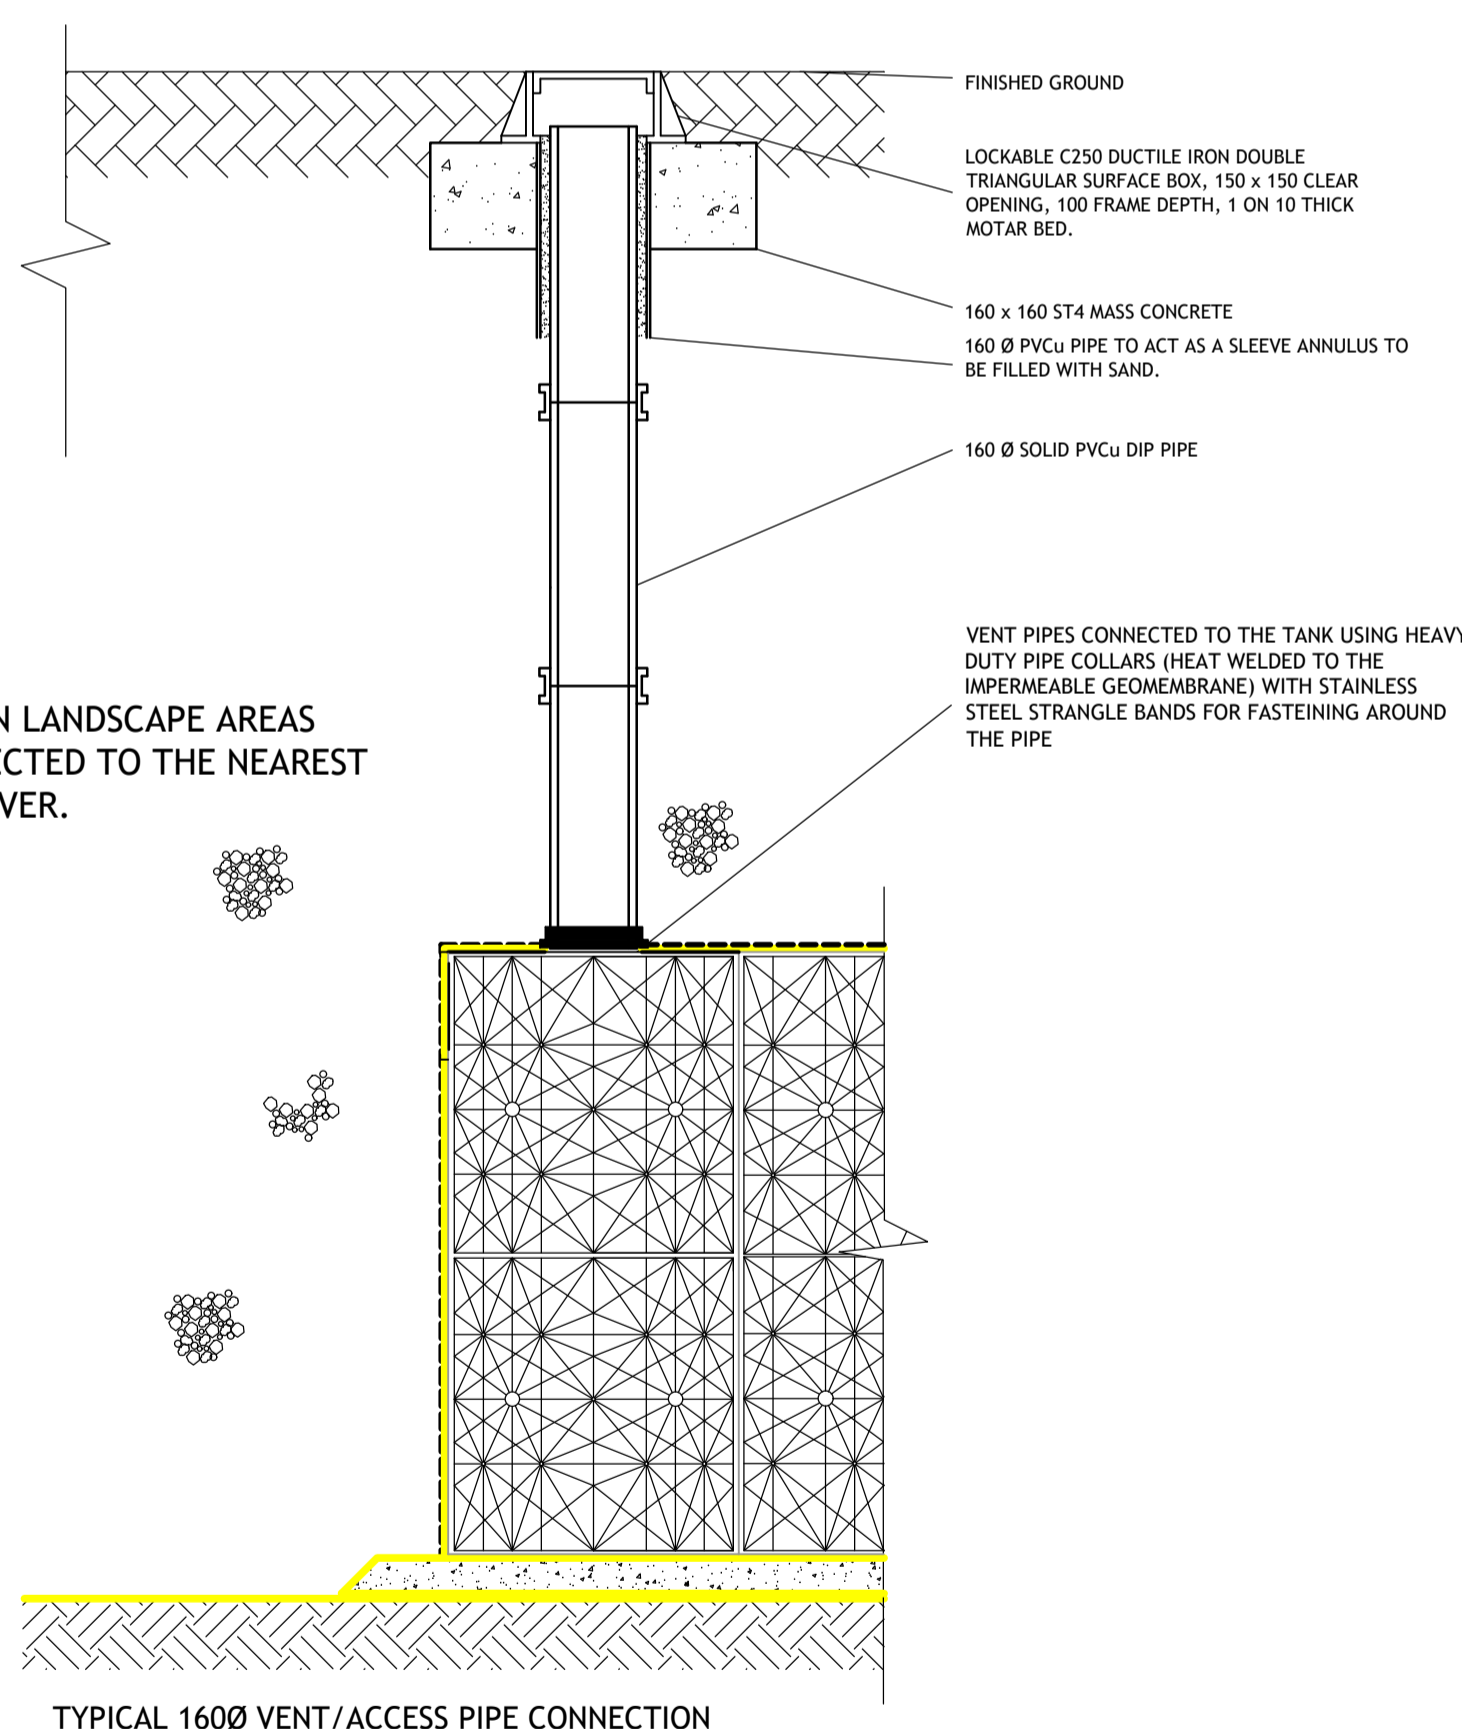 FINISHED GROUND
LOCKABLE C250 DUCTILE IRON DOUBLE
TRIANGULAR SURFACE BOX, 150 x 150 CLEAR
OPENING, 100 FRAME DEPTH, 1 ON 10 THICK
MOTAR BED.
160 x 160 ST4 MASS CONCRETE
160 Ø PVCu PIPE TO ACT AS A SLEEVE ANNULUS TO
BE FILLED WITH SAND.
160 Ø SOLID PVCu DIP PIPE
VENT PIPES CONNECTED TO THE TANK USING HEAVY
DUTY PIPE COLLARS (HEAT WELDED TO THE
IMPERMEABLE GEOMEMBRANE) WITH STAINLESS
STEEL STRANGLE BANDS FOR FASTEINING AROUND
THE PIPE
LANDSCAPE AREAS
TO THE NEAREST
TYPICAL 160Ø VENT/ACCESS PIPE CONNECTION